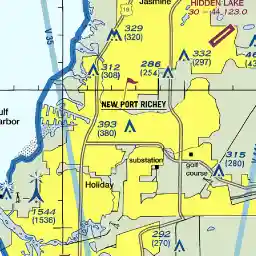 Jasmine
HIDDEN LAKE
30 - 44 123.0
19
329
(320)
V 35
332
(297)
312
(308)
286
(254)
NEW PORT RICHEY
393
(380)
substation
golf
course
315
(280)
Holiday
1544
(1536)
292
(270)